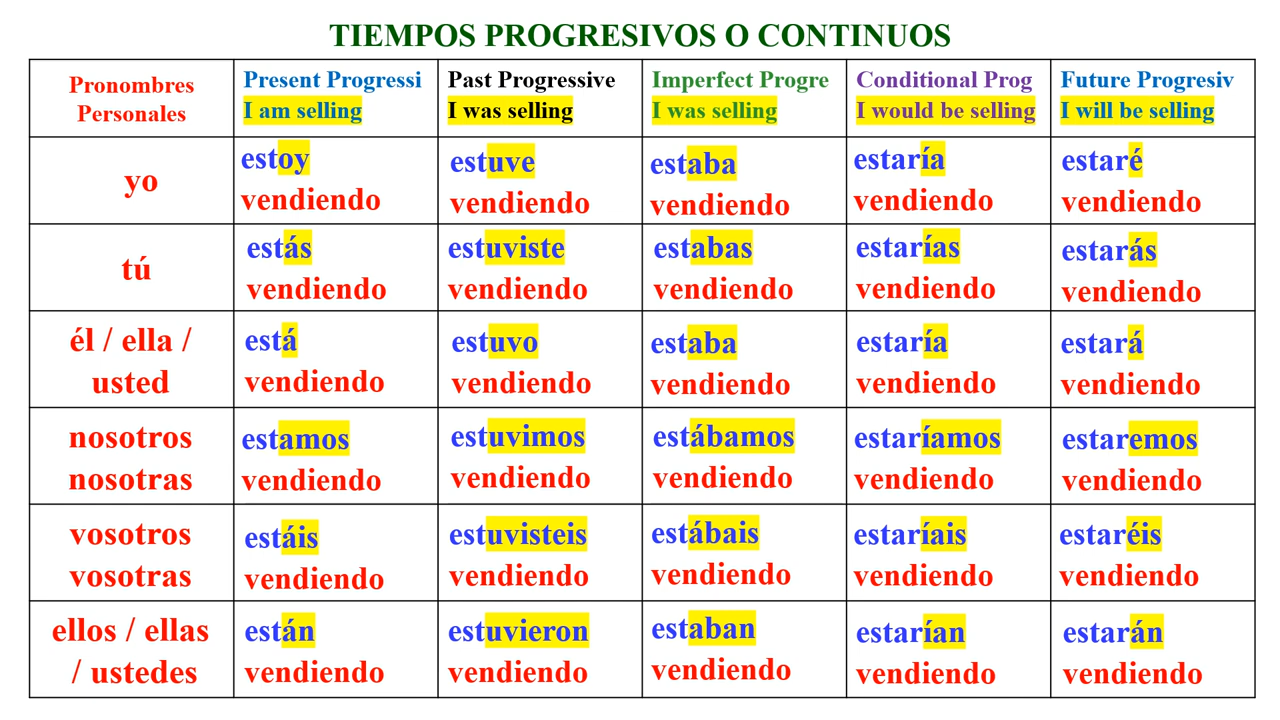 TIEMPOS PROGRESIVOS O CONTINUOS
Pronombres
Personales
Present Progressi
I am selling
Past Progressive
I was selling
Imperfect Progre
I was selling
Conditional Prog
I would be selling
Future Progresiv
I will be selling
yo
estoy
vendiendo
estuve
vendiendo
estaba
vendiendo
estaría
vendiendo
estaré
vendiendo
tú
estás
vendiendo
estuviste
vendiendo
estabas
vendiendo
estarías
vendiendo
estarás
vendiendo
él / ella /
usted
está
vendiendo
estuvo
vendiendo
estaba
vendiendo
estaría
vendiendo
estará
vendiendo
nosotros
nosotras
estamos
vendiendo
estuvimos
vendiendo
estábamos
vendiendo
estaríamos
vendiendo
estaremos
vendiendo
vosotros
vosotras
estáis
vendiendo
estuvisteis
vendiendo
estábais
vendiendo
estaríais
vendiendo
estaréis
vendiendo
ellos / ellas
/ ustedes
están
vendiendo
estuvieron
vendiendo
estaban
vendiendo
estarían
vendiendo
estarán
vendiendo